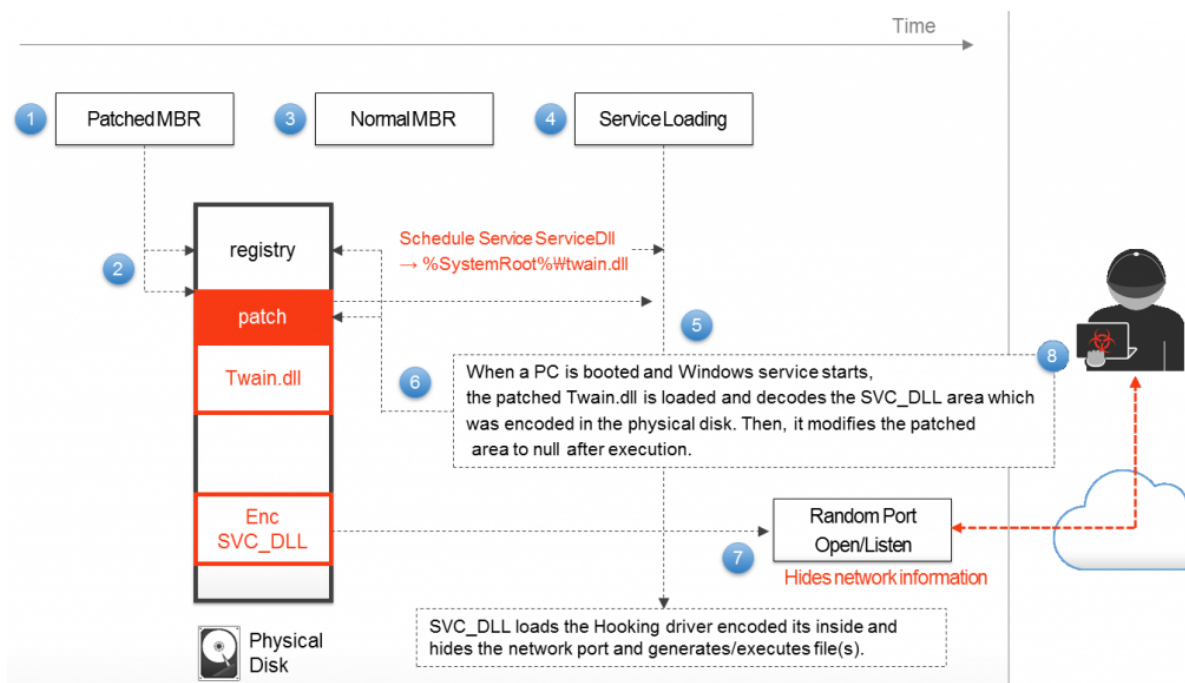 Time
1
Patched MBR
3
Normal MBR
4
Service Loading
registry
Schedule Service ServiceDll
→ %SystemRoot%₩twain.dll
2
patch
5
8
Twain.dll
6
When a PC is booted and Windows service starts,
the patched Twain.dll is loaded and decodes the SVC_DLL area which
was encoded in the physical disk. Then, it modifies the patched
area to null after execution.
Enc
SVC_DLL
Random Port
Open/Listen
7
Hides network information
SVC_DLL loads the Hooking driver encoded its inside and
hides the network port and generates/executes file(s).
Physical
Disk